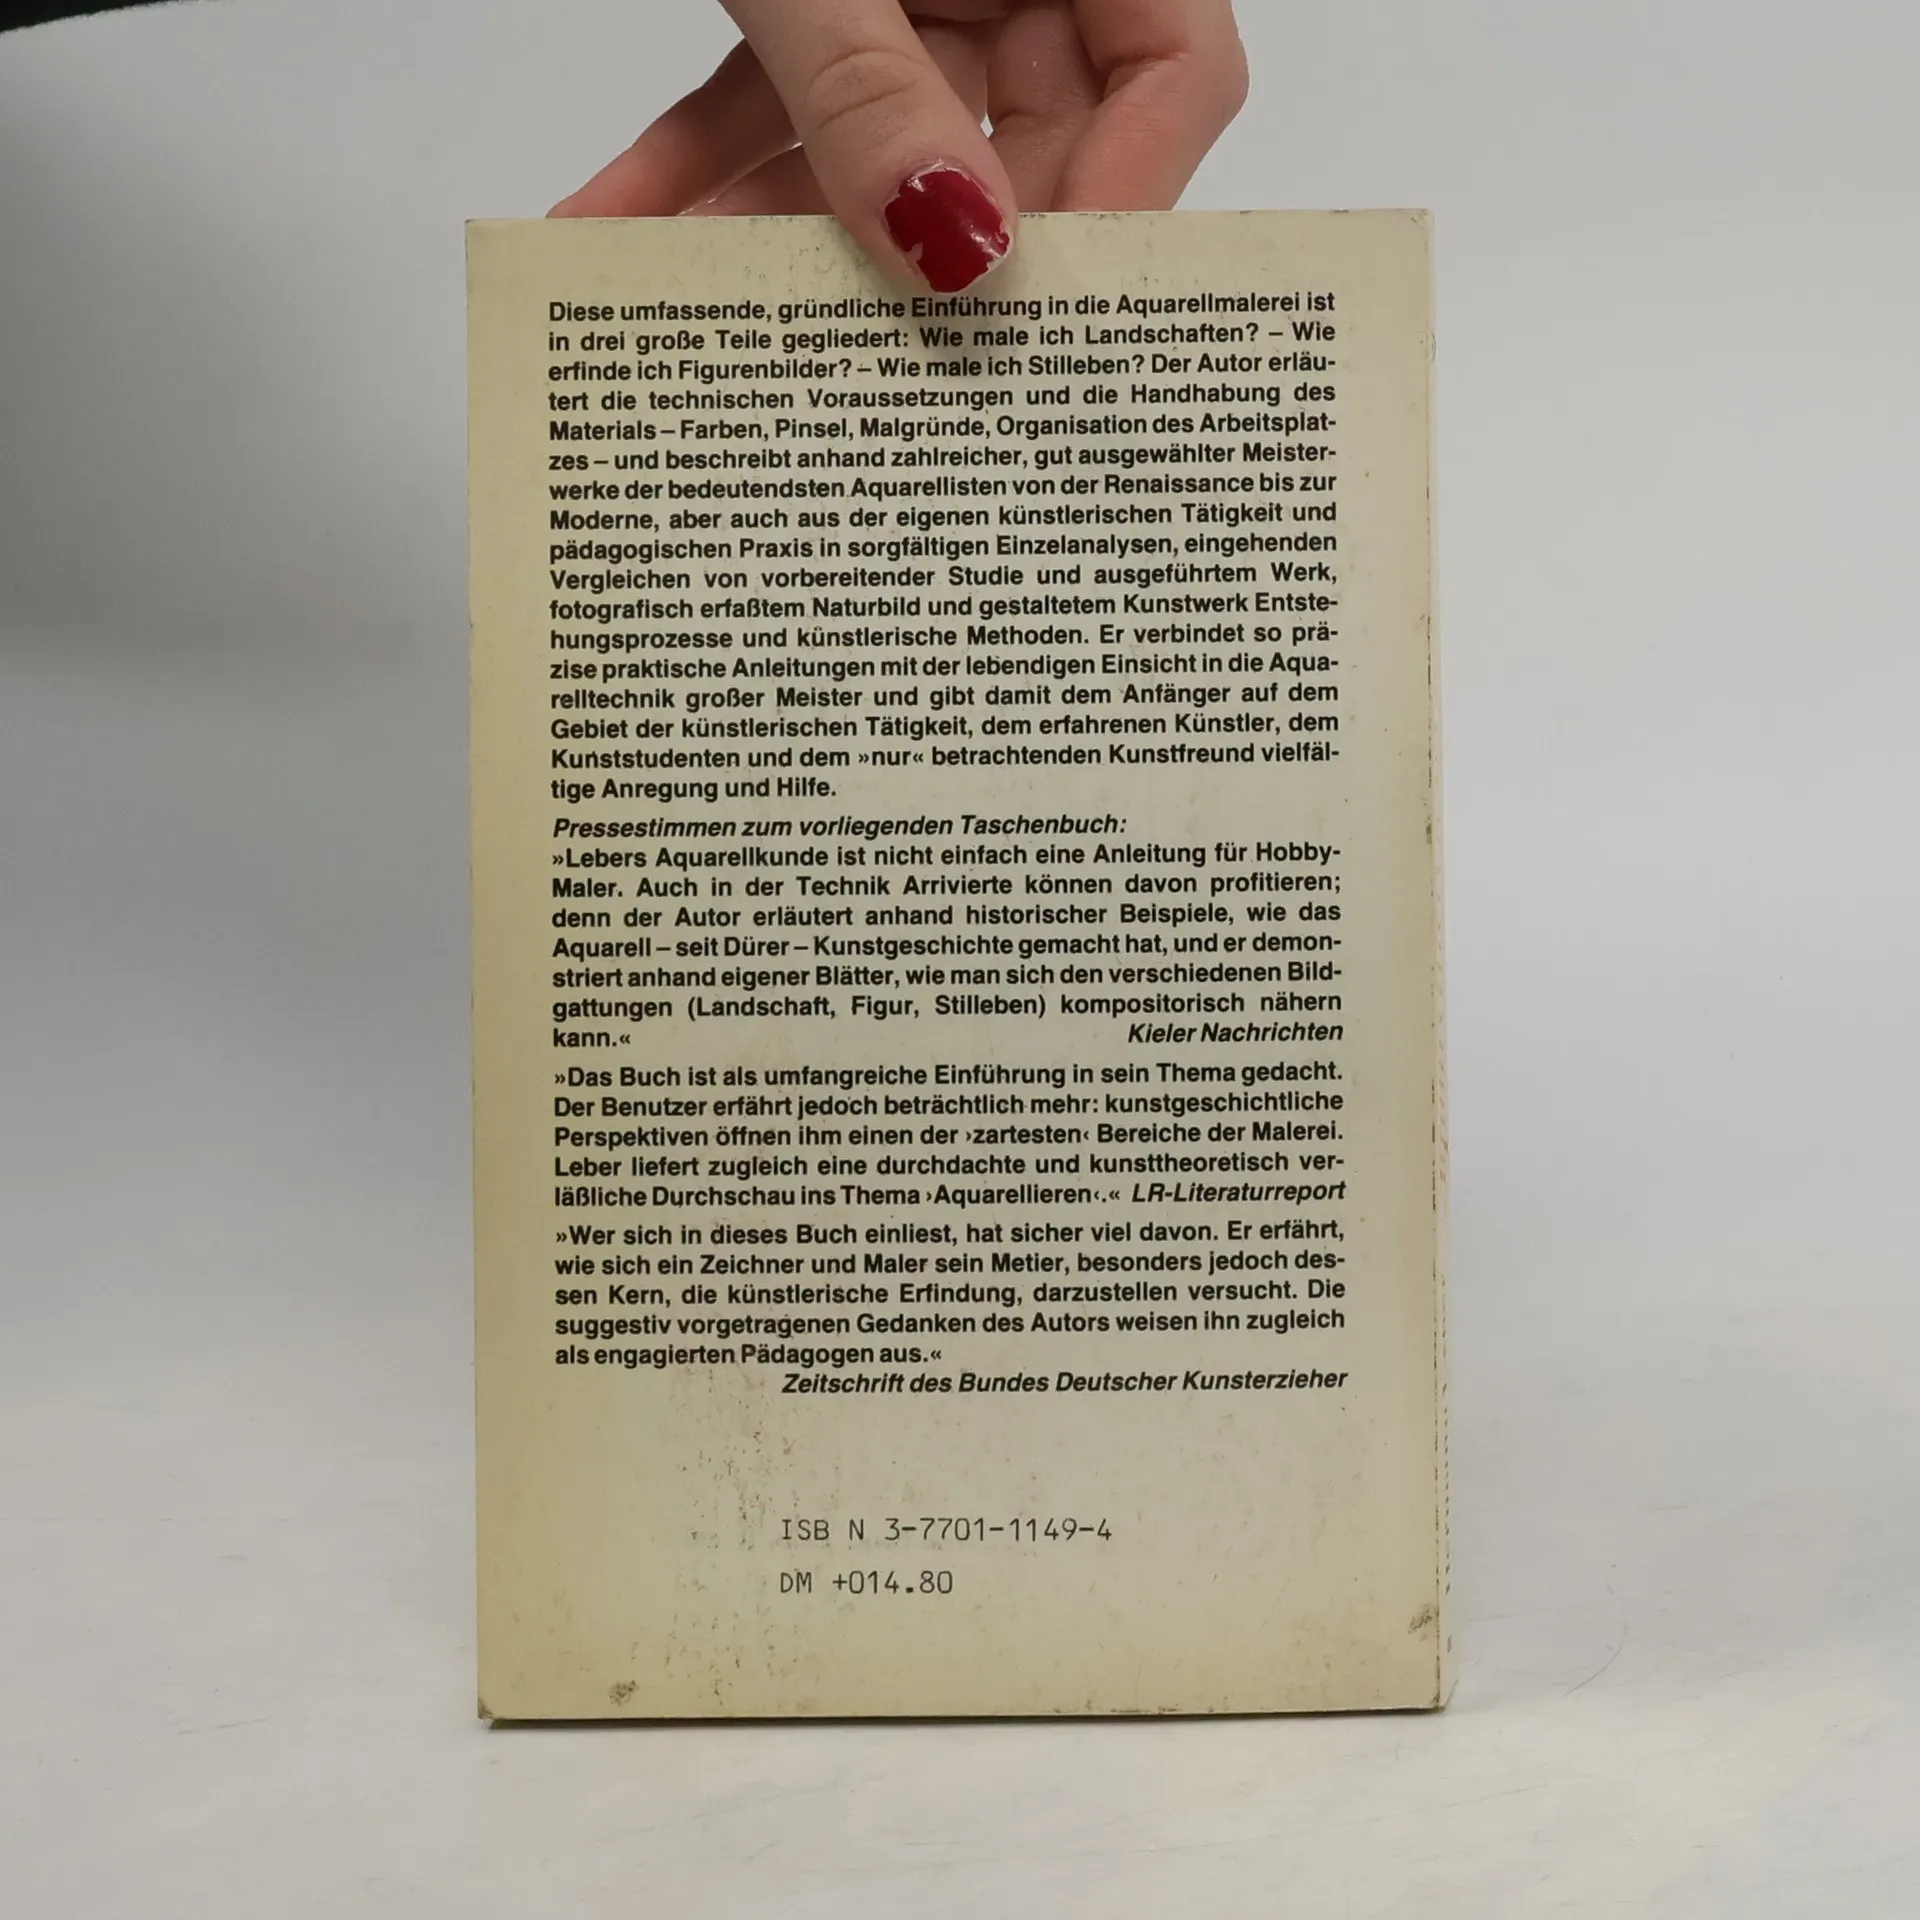 Diese umfassende, gründliche Einführung in die Aquarellmalerei ist
in drei große Teile gegliedert: Wie male ich Landschaften? – Wie
erfinde ich Figurenbilder? – Wie male ich Stilleben? Der Autor erläu-
tert die technischen Voraussetzungen und die Handhabung des
Materials – Farben, Pinsel, Malgründe, Organisation des Arbeitsplat-
zes – und beschreibt anhand zahlreicher, gut ausgewählter Meister-
werke der bedeutendsten Aquarellisten von der Renaissance bis zur
Moderne, aber auch aus der eigenen künstlerischen Tätigkeit und
pädagogischen Praxis in sorgfältigen Einzelanalysen, eingehenden
Vergleichen von vorbereitender Studie und ausgeführtem Werk,
fotografisch erfaßtem Naturbild und gestaltetem Kunstwerk Entste-
hungsprozesse und künstlerische Methoden. Er verbindet so prä-
zise praktische Anleitungen mit der lebendigen Einsicht in die Aqua-
relltechnik großer Meister und gibt damit dem Anfänger auf dem
Gebiet der künstlerischen Tätigkeit, dem erfahrenen Künstler, dem
Kunststudenten und dem »nur« betrachtenden Kunstfreund vielfäl-
tige Anregung und Hilfe.
Pressestimmen zum vorliegenden Taschenbuch:
»Lebers Aquarellkunde ist nicht einfach eine Anleitung für Hobby-
Maler. Auch in der Technik Arrivierte können davon profitieren;
denn der Autor erläutert anhand historischer Beispiele, wie das
Aquarell – seit Dürer – Kunstgeschichte gemacht hat, und er demon-
striert anhand eigener Blätter, wie man sich den verschiedenen Bild-
gattungen (Landschaft, Figur, Stilleben) kompositorisch nähern
kann.« Kieler Nachrichten
»Das Buch ist als umfangreiche Einführung in sein Thema gedacht.
Der Benutzer erfährt jedoch beträchtlich mehr: kunstgeschichtliche
Perspektiven öffnen ihm einen der ›zartesten‹ Bereiche der Malerei.
Leber liefert zugleich eine durchdachte und kunsttheoretisch ver-
läßliche Durchschau ins Thema ›Aquarellieren‹.« LR-Literaturreport
»Wer sich in dieses Buch einliest, hat sicher viel davon. Er erfährt,
wie sich ein Zeichner und Maler sein Metier, besonders jedoch des-
sen Kern, die künstlerische Erfindung, darzustellen versucht. Die
suggestiv vorgetragenen Gedanken des Autors weisen ihn zugleich
als engagierten Pädagogen aus.«
Zeitschrift des Bundes Deutscher Kunsterzieher
ISB N 3-7701-1149-4
DM +014.80